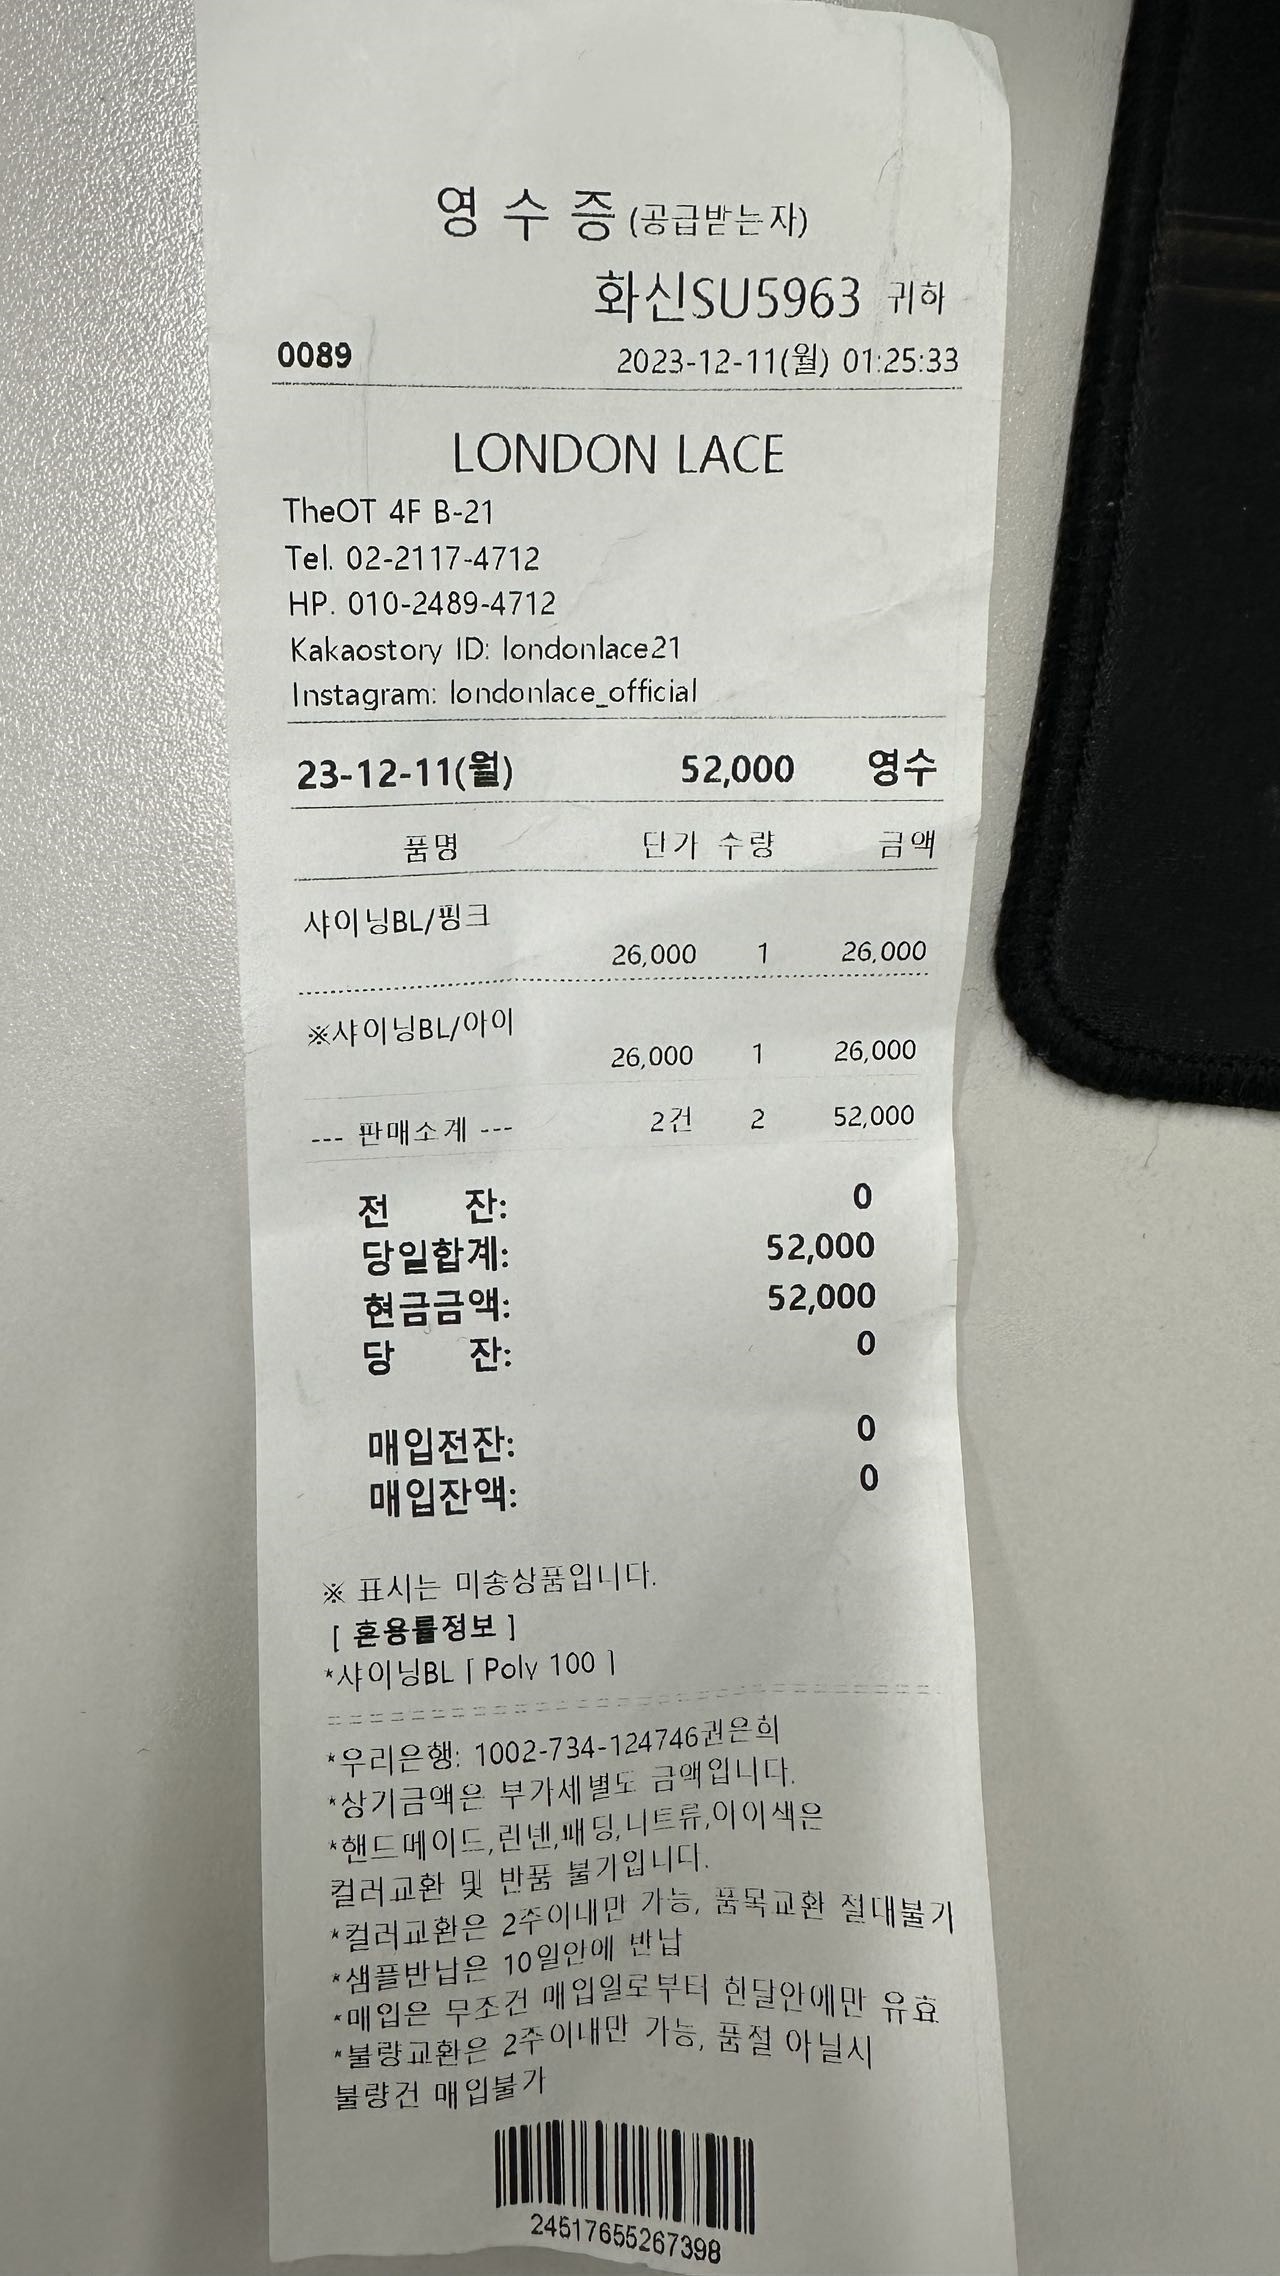 영 수 증 (공급받는자)
화신SU5963 귀하
0089 2023-12-11(월) 01:25:33
LONDON LACE
TheOT 4F B-21
Tel. 02-2117-4712
HP. 010-2489-4712
Kakaostory ID: londonlace21
Instagram: londonlace_official
23-12-11(월) 52,000 영수
품명 단가 수량 금액
샤이닝BL/핑크
26,000 1 26,000
※샤이닝BL/아이
26,000 1 26,000
--- 판매소계 --- 2건 2 52,000
전 잔: 0
당일합계: 52,000
현금금액: 52,000
당 잔: 0
매입전잔: 0
매입잔액: 0
※ 표시는 미송상품입니다.
[ 혼용률정보 ]
*샤이닝BL [ Poly 100 ]
*우리은행: 1002-734-124746권은희
*상기금액은 부가세별도 금액입니다.
*핸드메이드,린넨,패딩,니트류,이이색은
컬러교환 및 반품 불가입니다.
*컬러교환은 2주이내만 가능, 품목교환 절대불가
*샘플반납은 10일안에 반납
*매입은 무조건 매입일로부터 한달안에만 유효
*불량교환은 2주이내만 가능, 품절 아닐시
불량건 매입불가
24517655267398